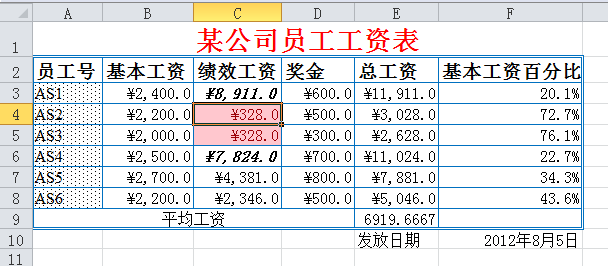 A B C D E F
1 某公司员工工资表
2 员工号 基本工资 绩效工资 奖金 总工资 基本工资百分比
3 AS1 ¥2,400.0 ¥8,911.0 ¥600.0 ¥11,911.0 20.1%
4 AS2 ¥2,200.0 ¥328.0 ¥500.0 ¥3,028.0 72.7%
5 AS3 ¥2,000.0 ¥328.0 ¥300.0 ¥2,628.0 76.1%
6 AS4 ¥2,500.0 ¥7,824.0 ¥700.0 ¥11,024.0 22.7%
7 AS5 ¥2,700.0 ¥4,381.0 ¥800.0 ¥7,881.0 34.3%
8 AS6 ¥2,200.0 ¥2,346.0 ¥500.0 ¥5,046.0 43.6%
9 平均工资 6919.6667
10 发放日期 2012年8月5日
11